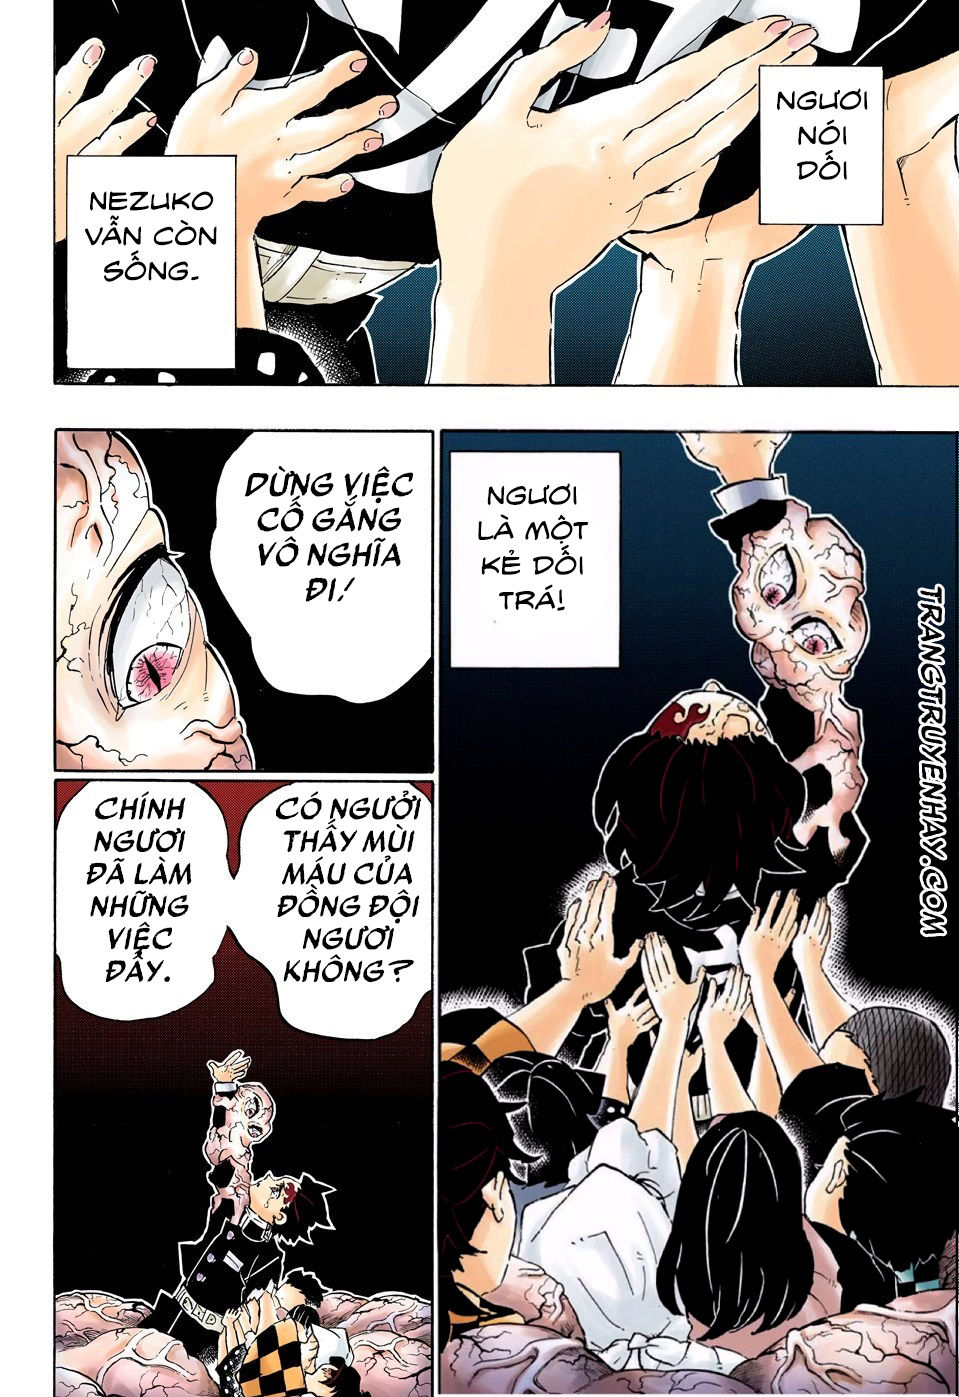 NGƯƠI
NÓI
DỐI
NEZUKO
VẪN CÒN
SỐNG.
NGƯƠI
LÀ MỘT
KẺ DỐI
TRÁ!
DỪNG VIỆC
CỐ GẮNG
VÔ NGHĨA
ĐI!
CÓ NGƯỞI
THẤY MÙI
MÁU CỦA
ĐỒNG ĐỘI
NGƯƠI
KHÔNG?
CHÍNH
NGƯƠI
ĐÃ LÀM
NHỮNG
VIỆC
ĐẤY.
TRANGTRUYENHAY.COM